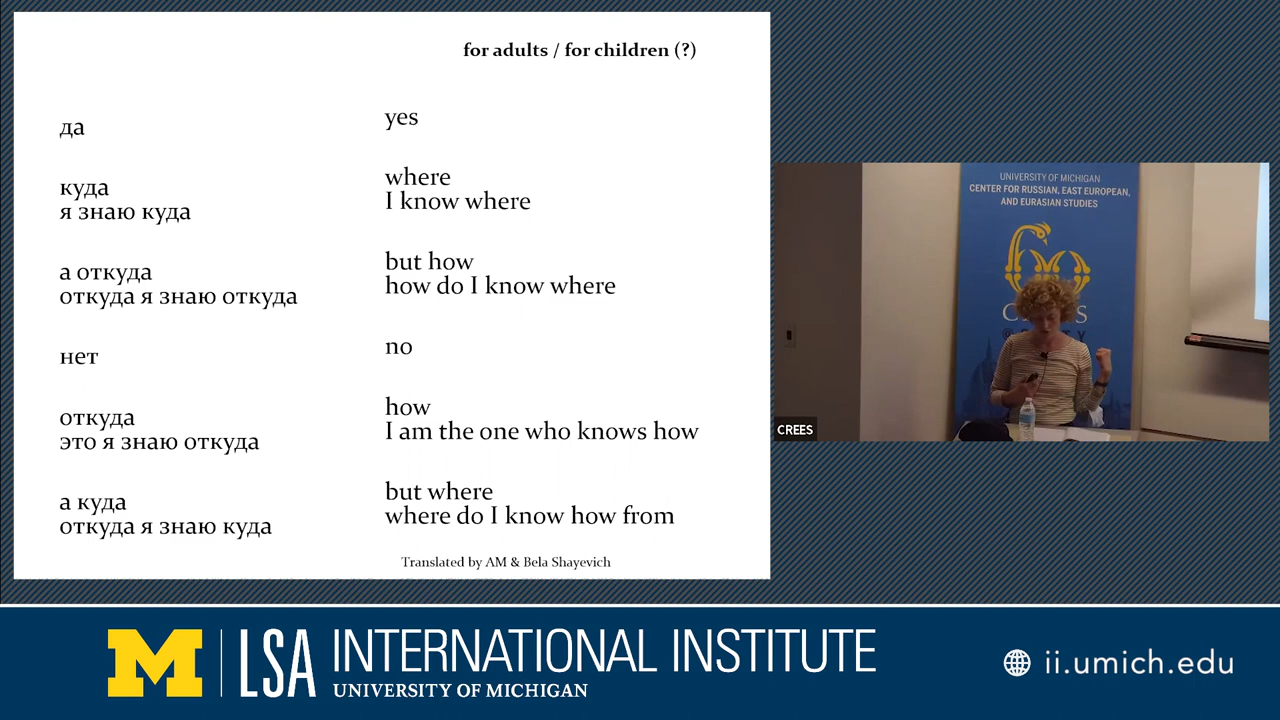 for adults / for children (?)
да
куда
я знаю куда
а откуда
откуда я знаю откуда
нет
откуда
это я знаю откуда
а куда
откуда я знаю куда
yes
where
I know where
but how
how do I know where
no
how
I am the one who knows how
but where
where do I know how from
Translated by AM & Bela Shayevich
UNIVERSITY OF MICHIGAN
CENTER FOR RUSSIAN, EAST EUROPEAN,
AND EURASIAN STUDIES
60
CREES
M LSA INTERNATIONAL INSTITUTE
UNIVERSITY OF MICHIGAN
ii.umich.edu